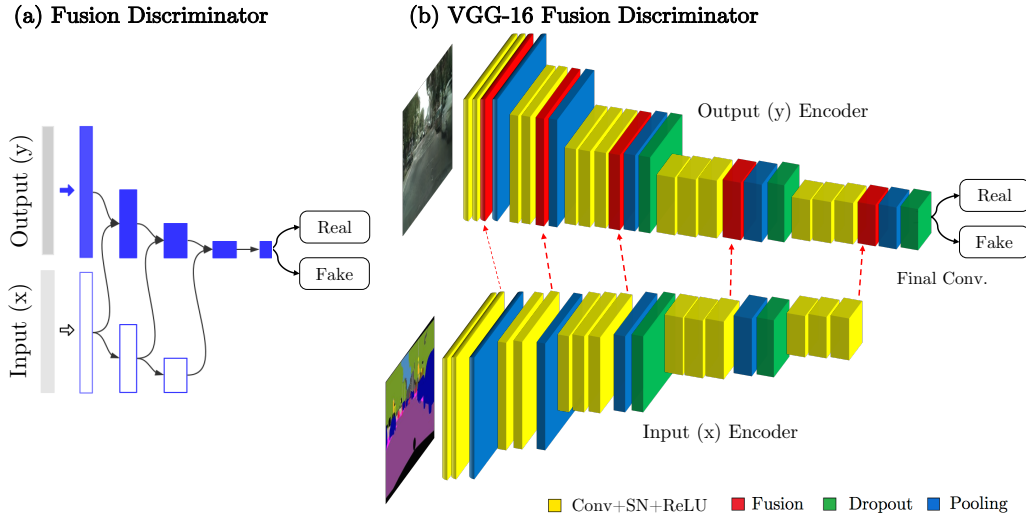 (a) Fusion Discriminator
(b) VGG-16 Fusion Discriminator
Output (y)
Input (x)
Real
Fake
Output (y) Encoder
Real
Fake
Final Conv.
Input (x) Encoder
Conv+SN+ReLU
Fusion
Dropout
Pooling